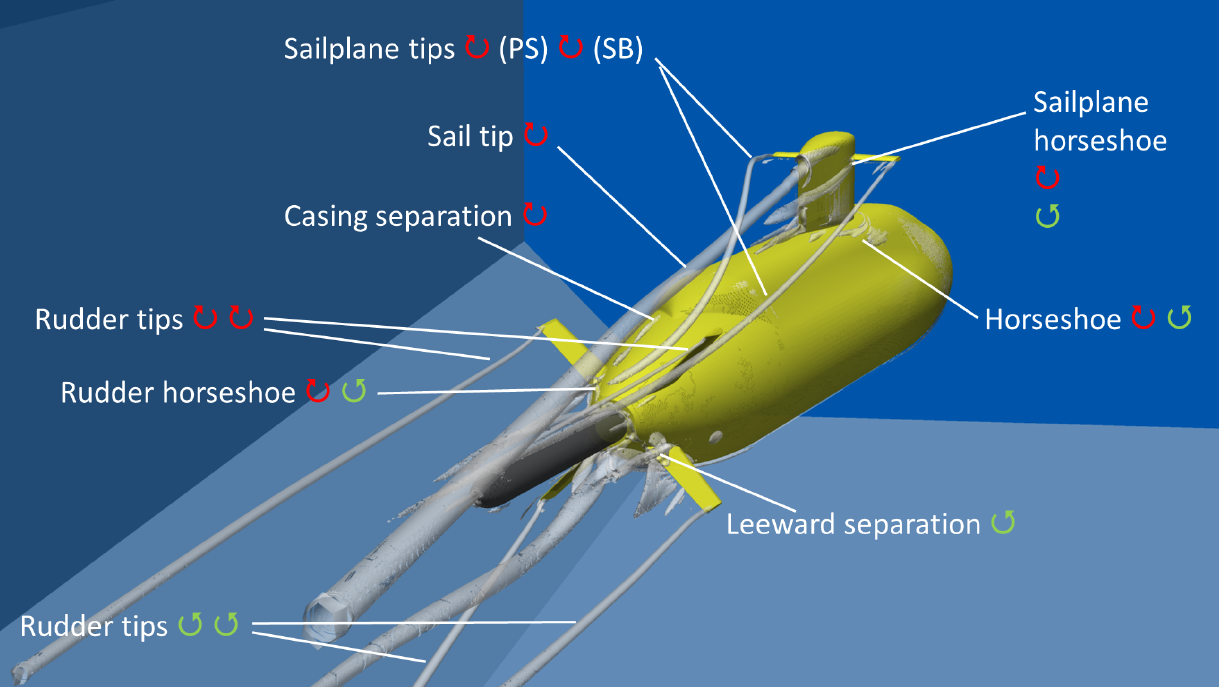 Sailplane tips ↻ (PS) ↻ (SB)
Sailplane
horseshoe
↻
↺
Sail tip ↻
Casing separation ↻
Rudder tips ↻ ↻
Horseshoe ↻ ↺
Rudder horseshoe ↻ ↺
Leeward separation ↺
Rudder tips ↺ ↺